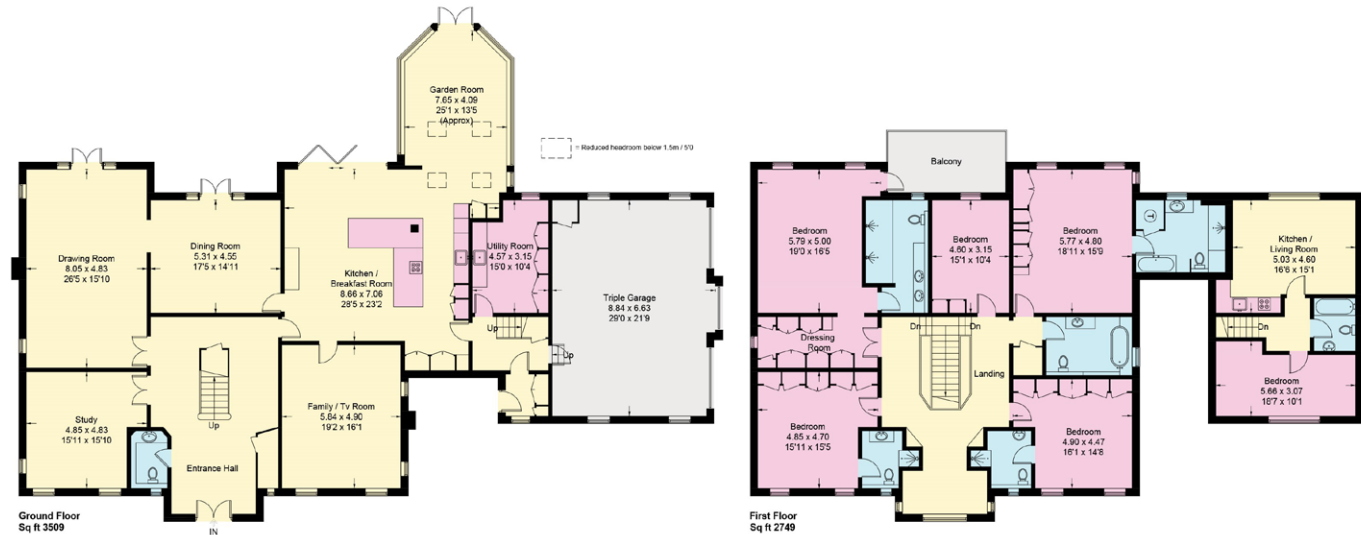 Garden Room
7.65 x 4.09
25'1 x 13'5
(Approx)
= Reduced headroom below 1.5m / 5'0
Drawing Room
8.05 x 4.83
26'5 x 15'10
Dining Room
5.31 x 4.55
17'5 x 14'11
Kitchen /
Breakfast Room
8.66 x 7.06
28'5 x 23'2
Utility Room
4.57 x 3.15
15'0 x 10'4
Triple Garage
8.84 x 6.63
29'0 x 21'9
Up
Up
Study
4.85 x 4.83
15'11 x 15'10
Up
Family / Tv Room
5.84 x 4.90
19'2 x 16'1
Entrance Hall
IN
Ground Floor
Sq ft 3509
Balcony
Bedroom
5.79 x 5.00
19'0 x 16'5
Bedroom
4.60 x 3.15
15'1 x 10'4
Bedroom
5.77 x 4.80
18'11 x 15'9
T
Kitchen /
Living Room
5.03 x 4.60
16'6 x 15'1
Dn
Dn
Dn
Dressing
Room
Landing
Bedroom
5.66 x 3.07
18'7 x 10'1
Bedroom
4.85 x 4.70
15'11 x 15'5
Bedroom
4.90 x 4.47
16'1 x 14'8
First Floor
Sq ft 2749